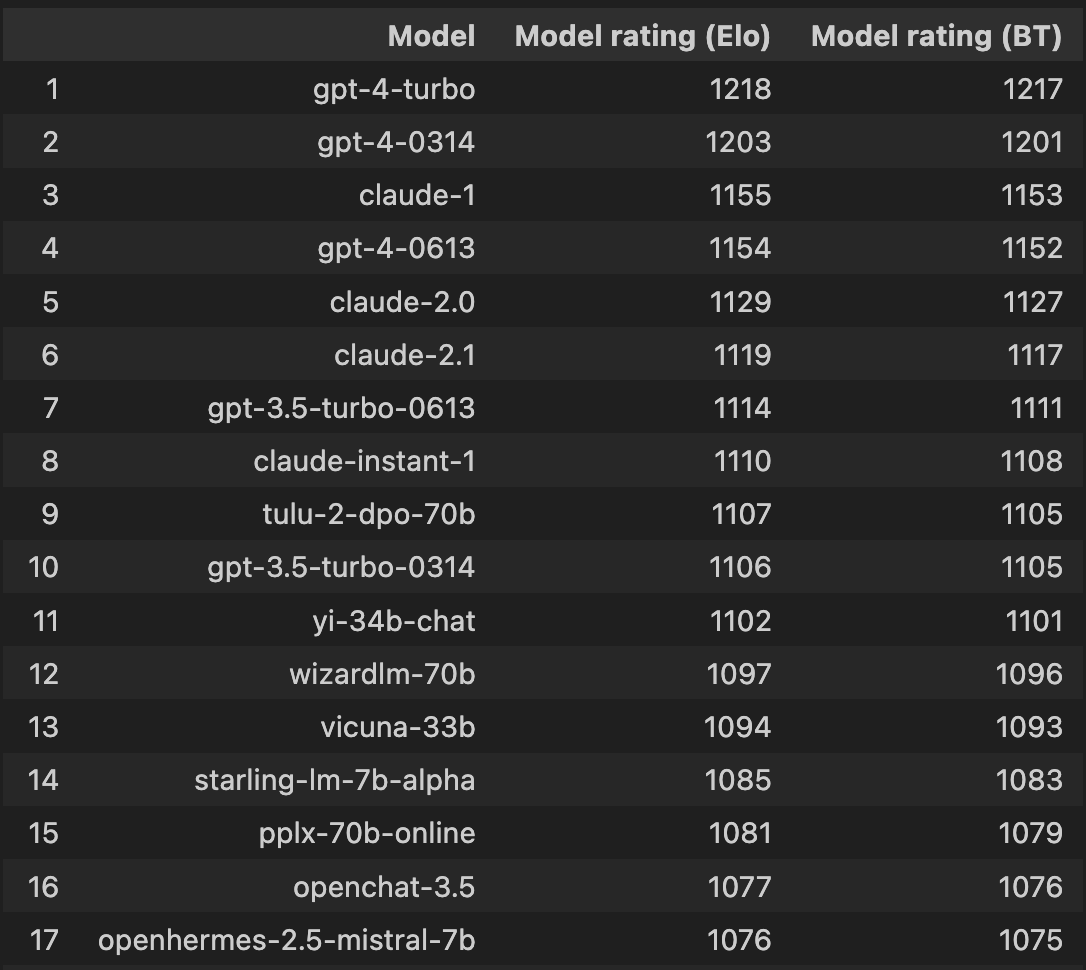 Model Model rating (Elo) Model rating (BT)
1 gpt-4-turbo 1218 1217
2 gpt-4-0314 1203 1201
3 claude-1 1155 1153
4 gpt-4-0613 1154 1152
5 claude-2.0 1129 1127
6 claude-2.1 1119 1117
7 gpt-3.5-turbo-0613 1114 1111
8 claude-instant-1 1110 1108
9 tulu-2-dpo-70b 1107 1105
10 gpt-3.5-turbo-0314 1106 1105
11 yi-34b-chat 1102 1101
12 wizardlm-70b 1097 1096
13 vicuna-33b 1094 1093
14 starling-lm-7b-alpha 1085 1083
15 pplx-70b-online 1081 1079
16 openchat-3.5 1077 1076
17 openhermes-2.5-mistral-7b 1076 1075